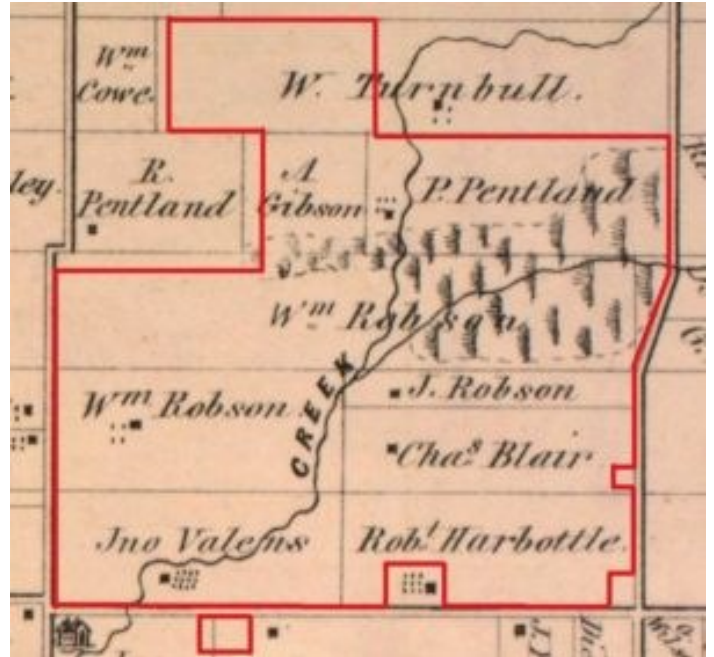 Wm
Cowe.
W. Turnbull.
ley.
R.
Pentland
A
Gibson
P. Pentland
Wm Robson
CREEK
Wm Robson
J. Robson
Chas Blair
Jno Valens
Robt Harbottle.